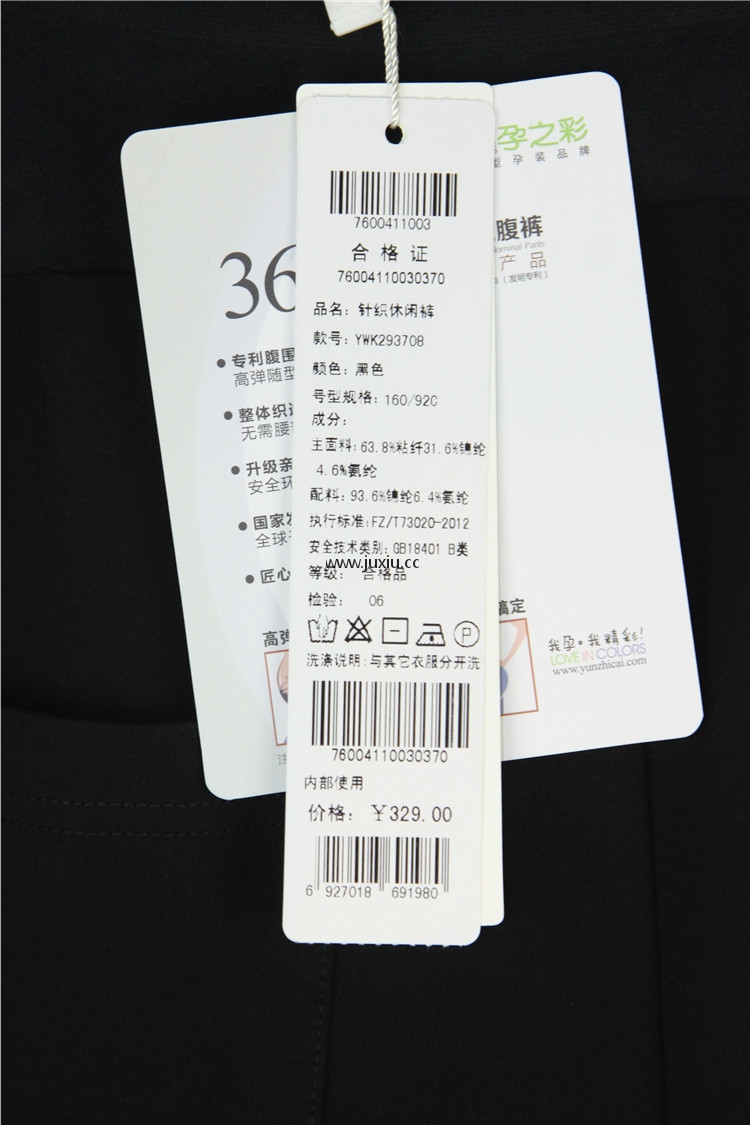 孕之彩
型 孕 装 品 牌
腹裤
ominal Pants
产 品
(发明专利)
36
专利腹围
高弹随型
整体织
无需腰
升级亲
安全环
国家发
全球
匠心
高弹
搞定
我孕·我精彩!
LOVE IN COLORS
www.yunzhicai.com
7600411003
合格证
76004110030370
品名: 针织休闲裤
款号: YWK293708
颜色: 黑色
号型规格: 160/92C
成分:
主面料: 63.8%粘纤31.6%锦纶
4.6%氨纶
配料: 93.6%锦纶6.4%氨纶
执行标准: FZ/T73020-2012
安全技术类别: GB18401 B类
www.juxiu.cc
等级: 合格品
检验: 06
P
洗涤说明:与其它衣服分开洗
76004110030370
内部使用
价格: ¥329.00
6 927018 691980